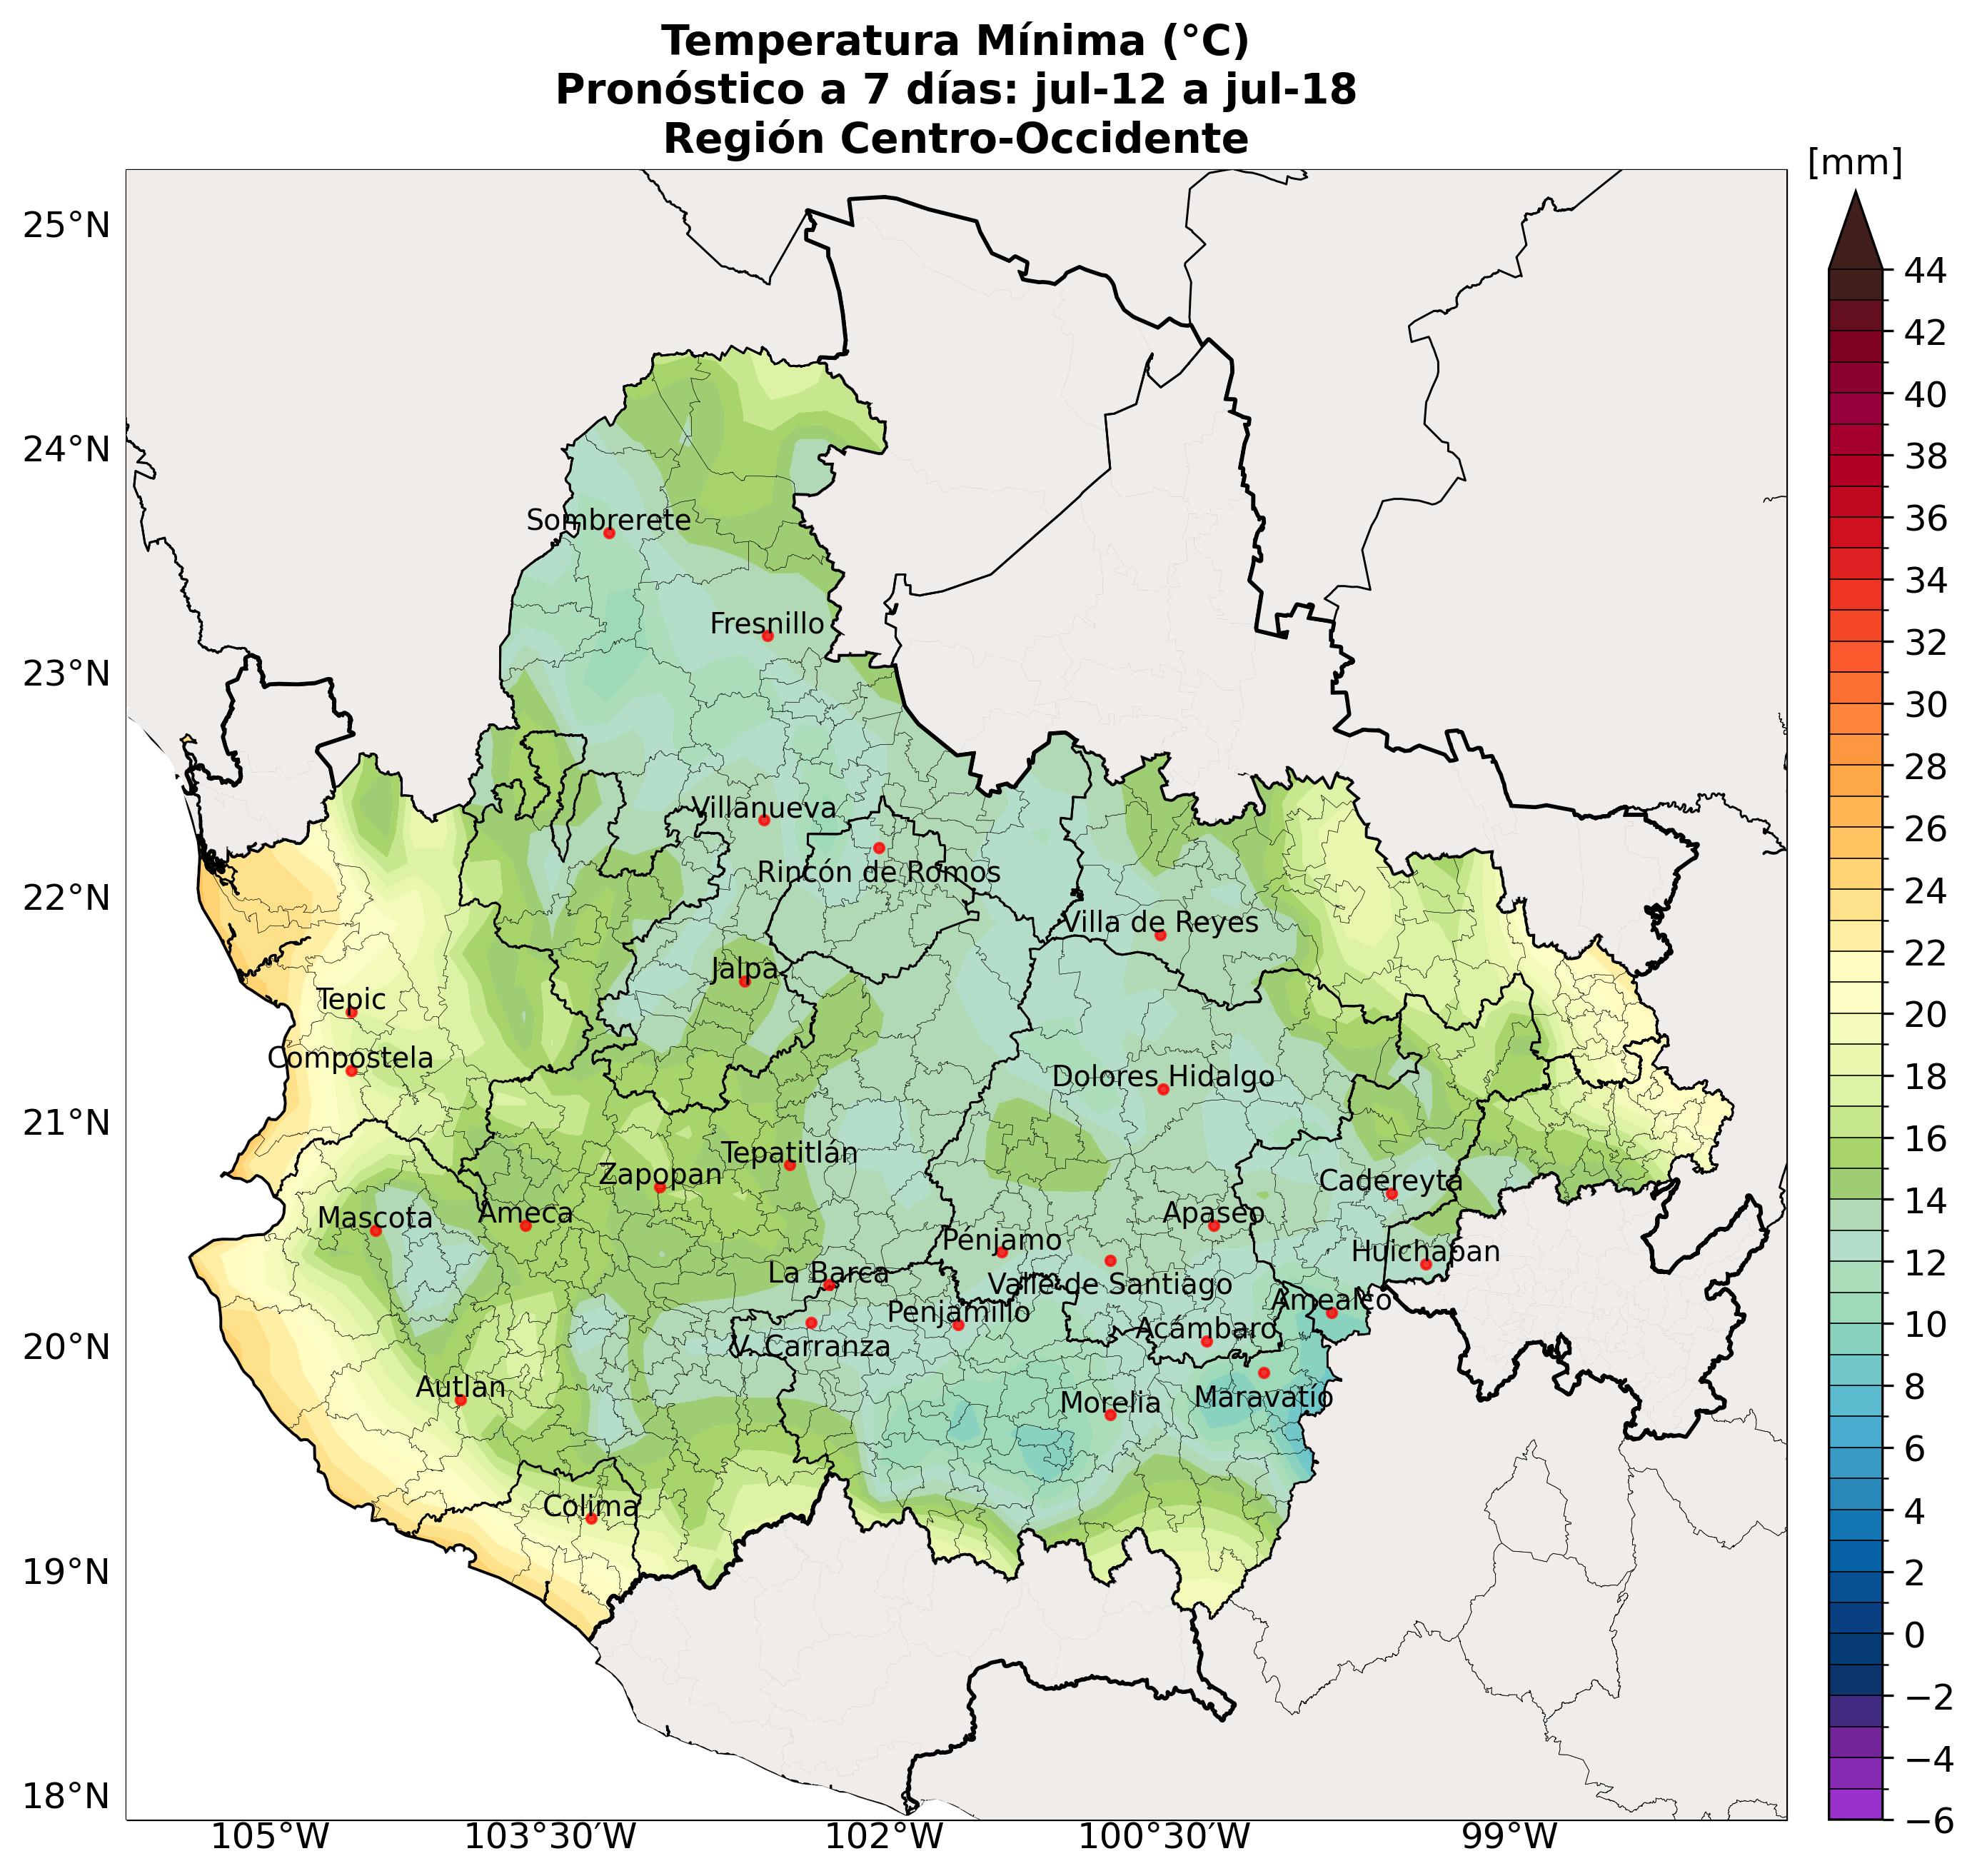 Temperatura Mínima (°C)
Pronóstico a 7 días: jul-12 a jul-18
Región Centro-Occidente
[mm]
25°N
24°N
23°N
22°N
21°N
20°N
19°N
18°N
Sombrerete
Fresnillo
Villanueva
Rincón de Romos
Villa de Reyes
Jalpa
Tepic
Compostela
Dolores Hidalgo
Tepatitlán
Zapopan
Cadereyta
Mascota
Ameca
Apaseo
Pénjamo
Huichapan
La Barca
Valle de Santiago
Amealco
Penjamillo
Acámbaro
V. Carranza
Autlan
Maravatío
Morelia
Colima
105°W
103°30'W
102°W
100°30'W
99°W
44
42
40
38
36
34
32
30
28
26
24
22
20
18
16
14
12
10
8
6
4
2
0
−2
−4
−6